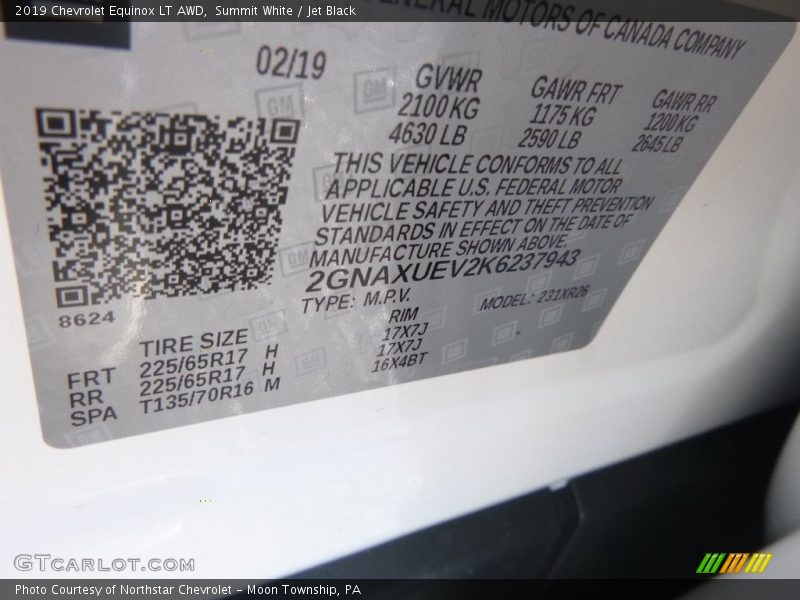 2019 Chevrolet Equinox LT AWD, Summit White / Jet Black
GENERAL MOTORS OF CANADA COMPANY
02/19
GVWR GAWR FRT GAWR RR
2100 KG 1175 KG 1200 KG
4630 LB 2590 LB 2645 LB
THIS VEHICLE CONFORMS TO ALL
APPLICABLE U.S. FEDERAL MOTOR
VEHICLE SAFETY AND THEFT PREVENTION
STANDARDS IN EFFECT ON THE DATE OF
MANUFACTURE SHOWN ABOVE.
2GNAXUEV2K6237943
TYPE: M.P.V. MODEL: 231XR26
8624
TIRE SIZE RIM
FRT 225/65R17 H 17X7J
RR 225/65R17 H 17X7J
SPA T135/70R16 M 16X4BT
GTCARLOT.COM
Photo Courtesy of Northstar Chevrolet – Moon Township, PA